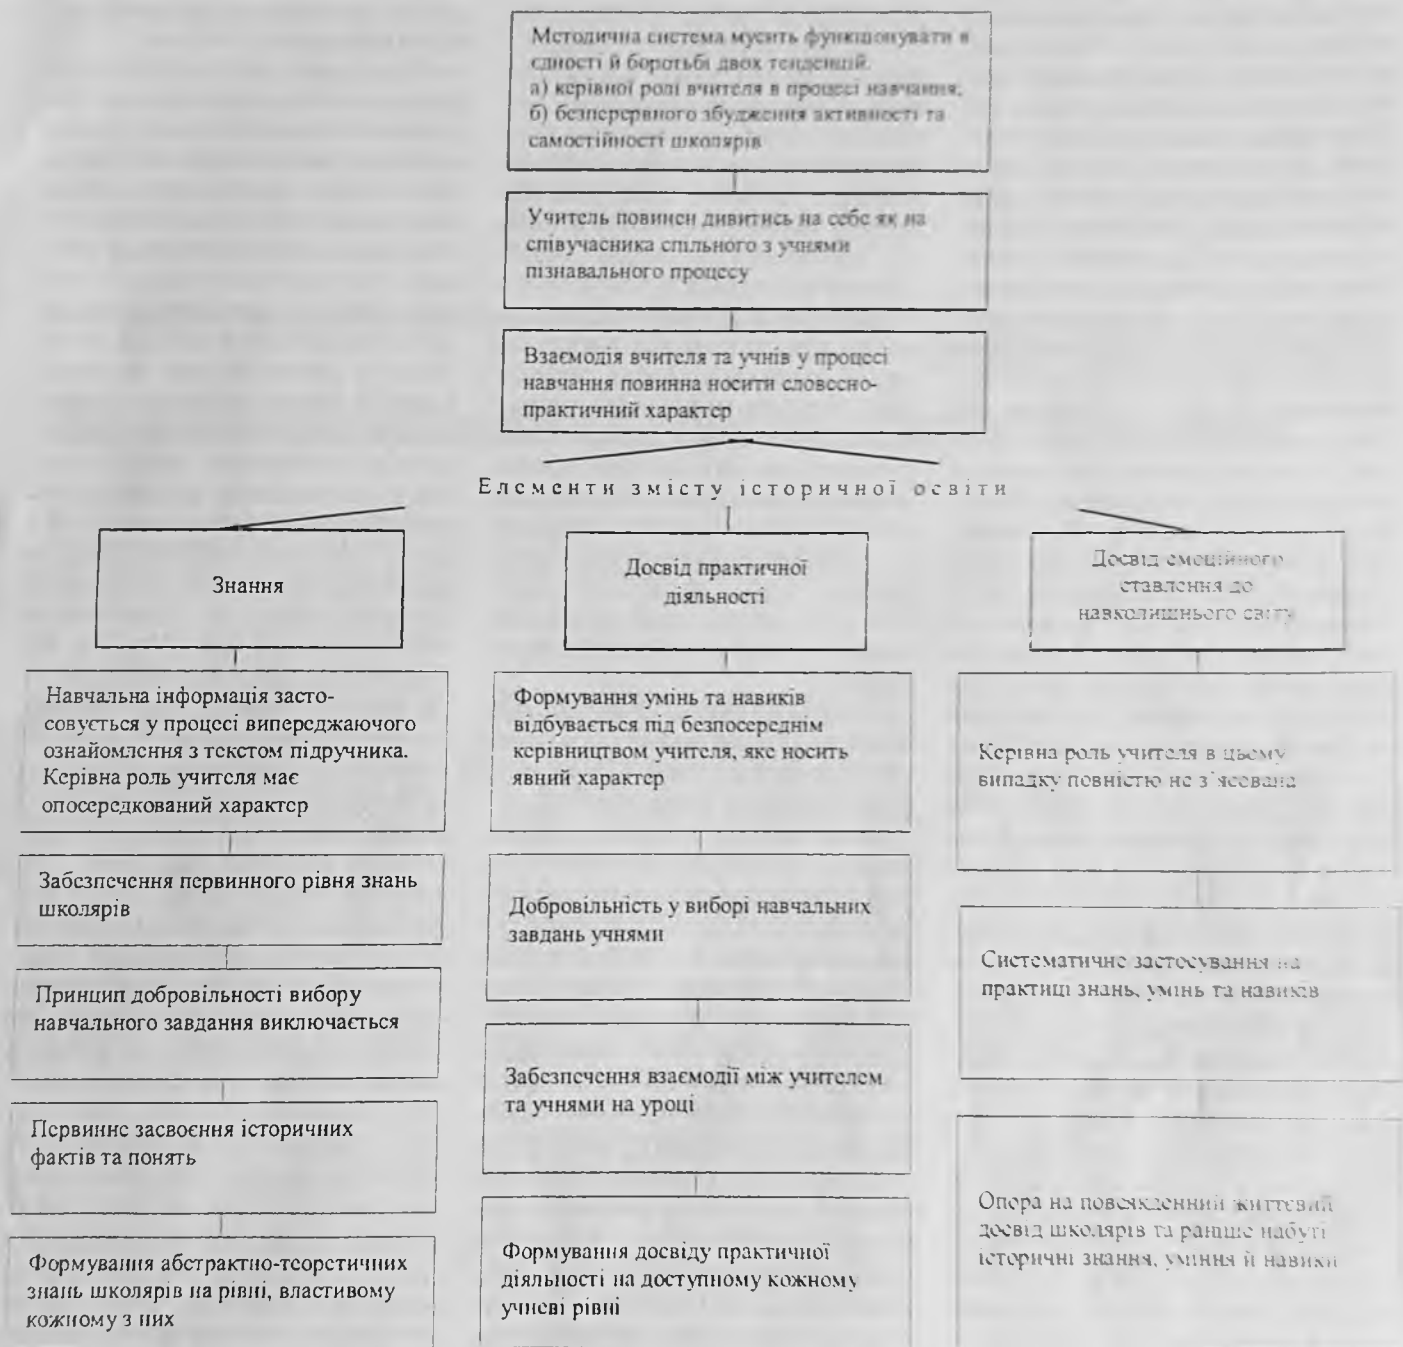 Методична система мусить функціонувати в
єдності й боротьбі двох тенденцій.
а) керівної ролі вчителя в процесі навчання,
б) безперервного збудження активності та
самостійності школярів
Учитель повинен дивитись на себе як на
співучасника спільного з учнями
пізнавального процесу
Взаємодія вчителя та учнів у процесі
навчання повинна носити словесно-
практичний характер
Елементи змісту історичної освіти
Знання
Навчальна інформація засто-
совується у процесі випереджаючого
ознайомлення з текстом підручника.
Керівна роль учителя має
опосередкований характер
Забезпечення первинного рівня знань
школярів
Принцип добровільності вибору
навчального завдання виключається
Первинне засвоєння історичних
фактів та понять
Формування абстрактно-теоретичних
знань школярів на рівні, властивому
кожному з них
Досвід практичної
діяльності
Формування умінь та навиків
відбувається під безпосереднім
керівництвом учителя, яке носить
явний характер
Добровільність у виборі навчальних
завдань учнями
Забезпечення взаємодії між учителем
та учнями на уроці
Формування досвіду практичної
діяльності на доступному кожному
учневі рівні
Досвід емоційного
ставлення до
навколишнього світу
Керівна роль учителя в цьому
випадку повністю не з'ясована
Систематичне застосування на
практиці знань, умінь та навиків
Опора на повсякденний життєвий
досвід школярів та раніше набуті
історичні знання, уміння й навики